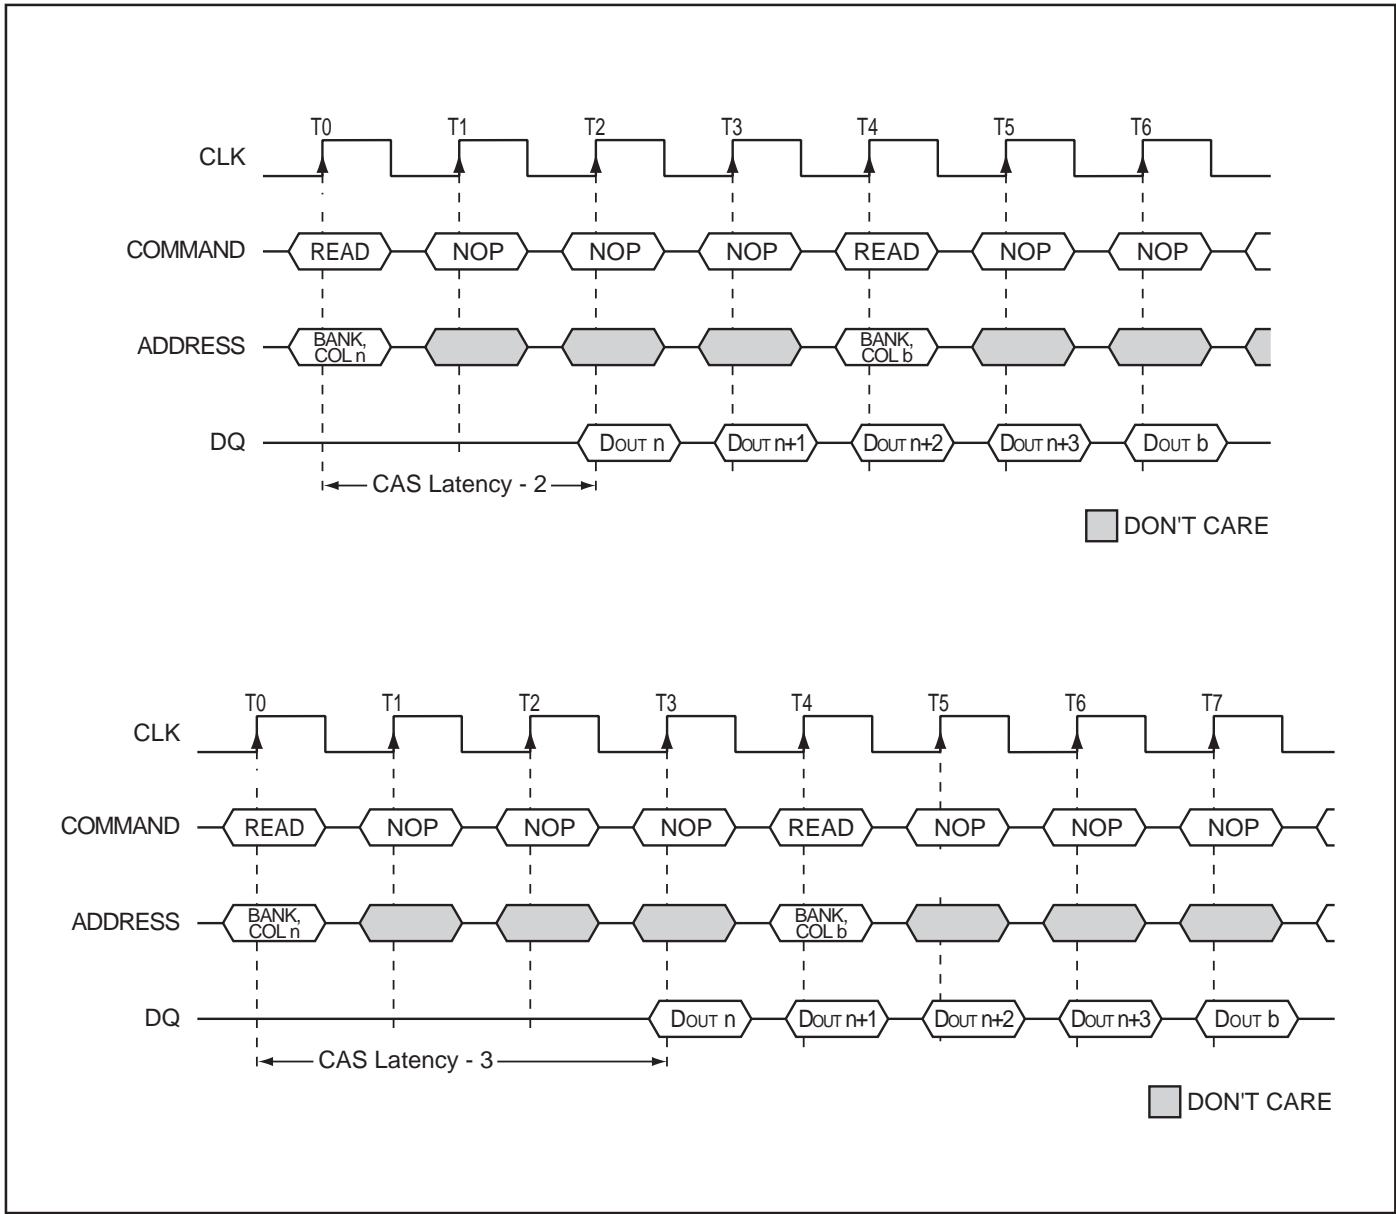 T0 T1 T2 T3 T4 T5 T6
CLK
COMMAND READ NOP NOP NOP READ NOP NOP
ADDRESS BANK, COL n BANK, COL b
DQ DOUT n DOUT n+1 DOUT n+2 DOUT n+3 DOUT b
CAS Latency - 2
DON'T CARE
T0 T1 T2 T3 T4 T5 T6 T7
CLK
COMMAND READ NOP NOP NOP READ NOP NOP NOP
ADDRESS BANK, COL n BANK, COL b
DQ DOUT n DOUT n+1 DOUT n+2 DOUT n+3 DOUT b
CAS Latency - 3
DON'T CARE